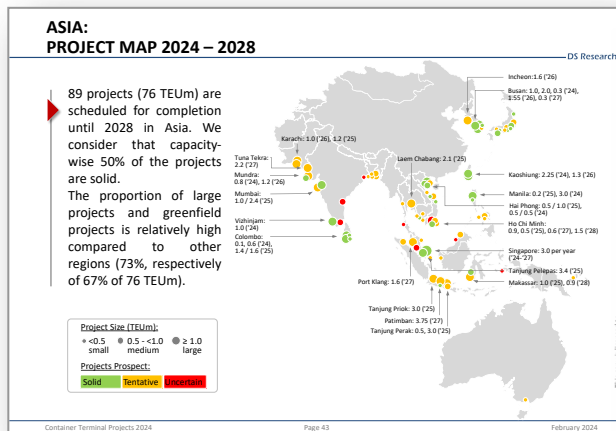 ASIA:
PROJECT MAP 2024 – 2028
DS Research
89 projects (76 TEUm) are
scheduled for completion
until 2028 in Asia. We
consider that capacity-
wise 50% of the projects
are solid.
The proportion of large
projects and greenfield
projects is relatively high
compared to other
regions (73%, respectively
of 67% of 76 TEUm).
Incheon:1.6 ('26)
Busan: 1.0, 2.0, 0.3 ('24),
1.55 ('26), 0.3 ('27)
Karachi: 1.0 ('26), 1.2 ('25)
Tuna Tekra:
2.2 ('27)
Mundra:
0.8 ('24), 1.2 ('26)
Mumbai:
1.0 / 2.4 ('25)
Vizhinjam:
1.0 ('24)
Colombo:
0.1, 0.6 ('24),
1.4 / 1.6 ('25)
Laem Chabang: 2.1 ('25)
Kaoshiung: 2.25 ('24), 1.3 ('26)
Manila: 0.2 ('25), 3.0 ('24)
Hai Phong: 0.5 / 1.0 ('25),
0.5 / 0.5 ('24)
Ho Chi Minh:
0.9, 0.5 ('25), 0.6 ('27), 1.5 ('28)
Singapore: 3.0 per year
('24-'27)
Tanjung Pelepas: 3.4 ('25)
Makassar: 1.0 ('25), 0.9 ('28)
Port Klang: 1.6 ('27)
Tanjung Priok: 3.0 ('25)
Patimban: 3.75 ('27)
Tanjung Perak: 0.5, 3.0 ('25)
Project Size (TEUm):
<0.5 0.5 - <1.0 ≥ 1.0
small medium large
Projects Prospect:
Solid Tentative Uncertain
Container Terminal Projects 2024 Page 43 February 2024